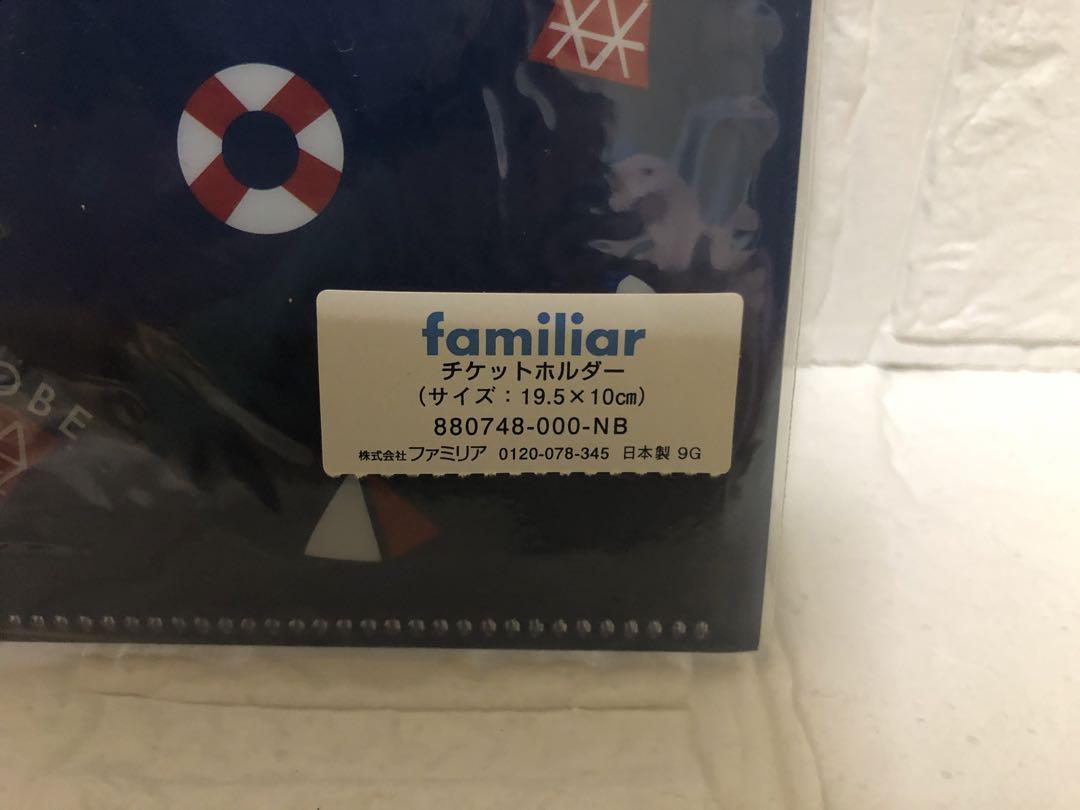 OBE
familiar
チケットホルダー
(サイズ：19.5×10㎝)
880748-000-NB
株式会社 ファミリア 0120-078-345 日本製 9G